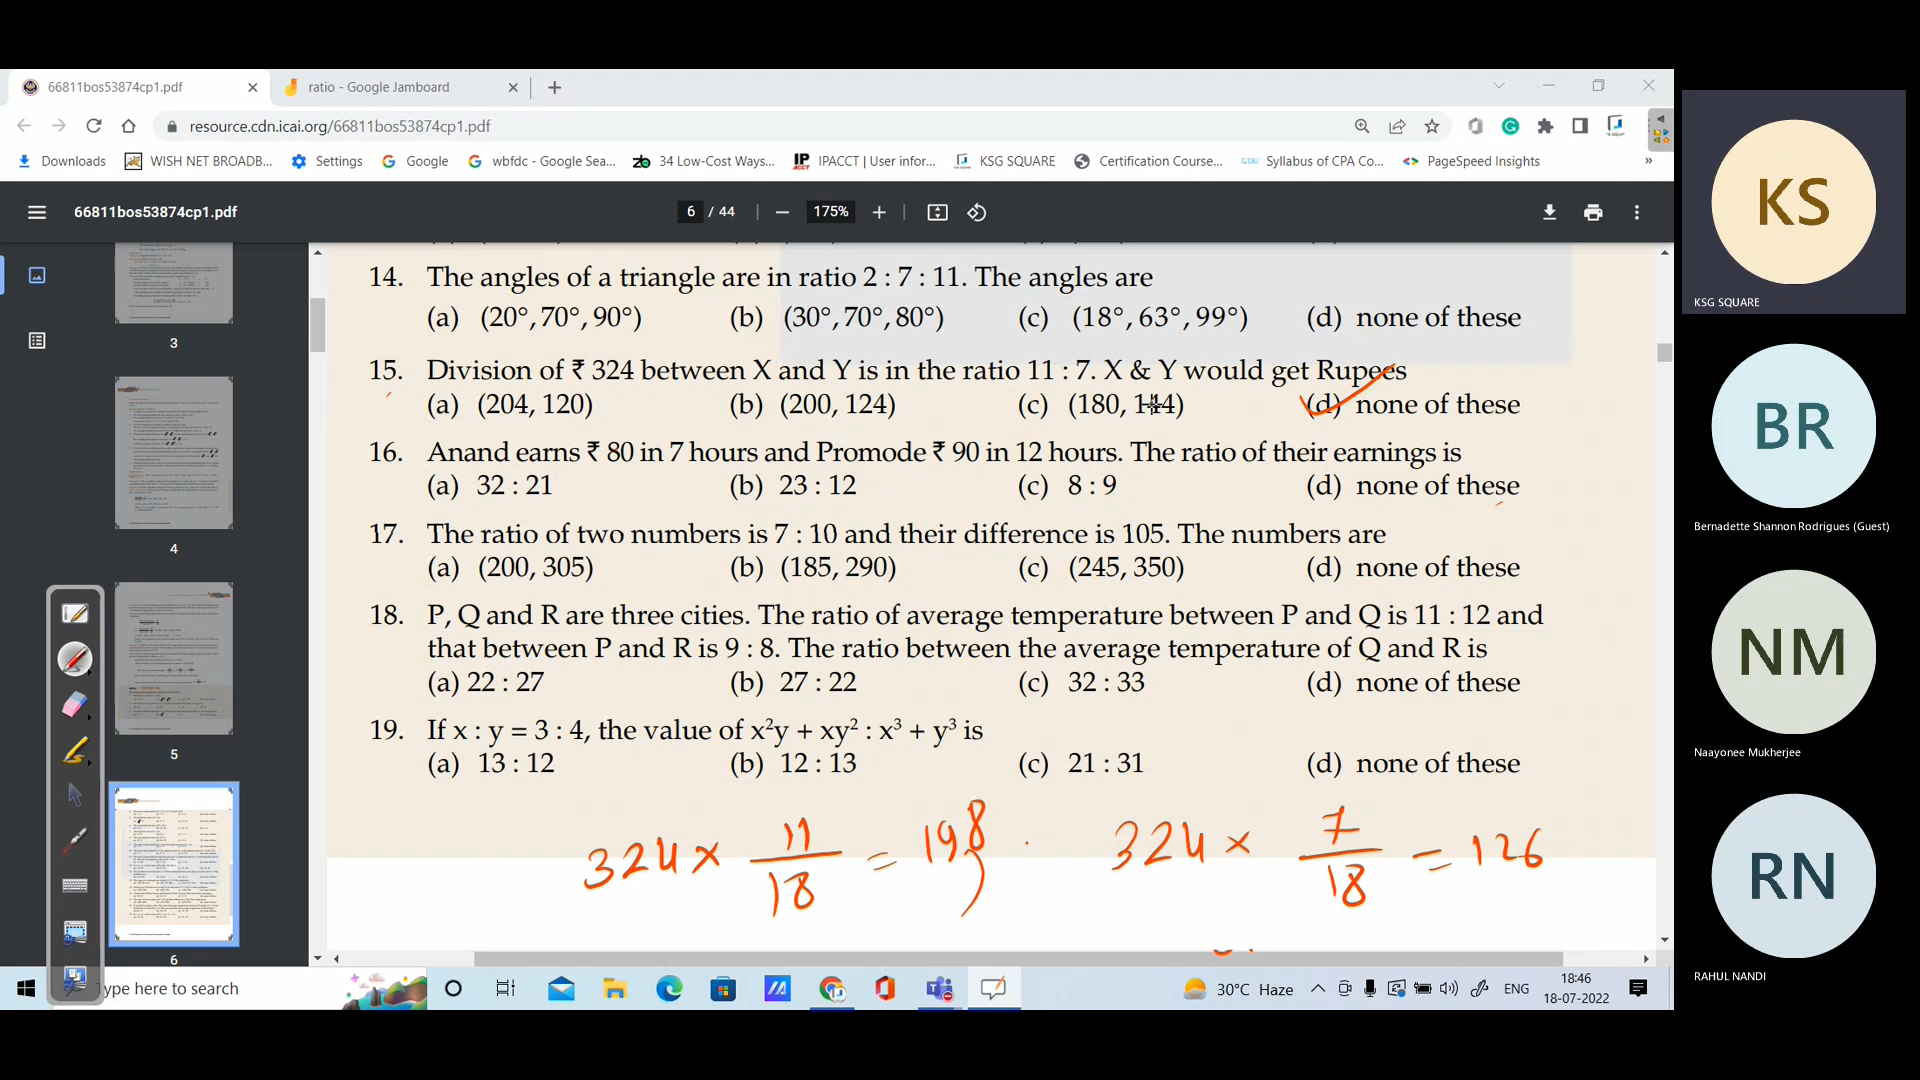 66811bos53874cp1.pdf
ratio - Google Jamboard
resource.cdn.icai.org/66811bos53874cp1.pdf
Downloads
WISH NET BROADB...
Settings
Google
wbfdc - Google Sea...
34 Low-Cost Ways...
IPACCT | User infor...
KSG SQUARE
Certification Course...
Syllabus of CPA Co...
PageSpeed Insights
66811bos53874cp1.pdf
6 / 44
175%
3
4
5
6
14. The angles of a triangle are in ratio 2 : 7 : 11. The angles are
(a) (20°, 70°, 90°) (b) (30°, 70°, 80°) (c) (18°, 63°, 99°) (d) none of these
15. Division of ₹ 324 between X and Y is in the ratio 11 : 7. X & Y would get Rupees
(a) (204, 120) (b) (200, 124) (c) (180, 144) (d) none of these
16. Anand earns ₹ 80 in 7 hours and Promode ₹ 90 in 12 hours. The ratio of their earnings is
(a) 32 : 21 (b) 23 : 12 (c) 8 : 9 (d) none of these
17. The ratio of two numbers is 7 : 10 and their difference is 105. The numbers are
(a) (200, 305) (b) (185, 290) (c) (245, 350) (d) none of these
18. P, Q and R are three cities. The ratio of average temperature between P and Q is 11 : 12 and
that between P and R is 9 : 8. The ratio between the average temperature of Q and R is
(a) 22 : 27 (b) 27 : 22 (c) 32 : 33 (d) none of these
19. If x : y = 3 : 4, the value of x²y + xy² : x³ + y³ is
(a) 13 : 12 (b) 12 : 13 (c) 21 : 31 (d) none of these
324 × 11/18 = 198, 324 × 7/18 = 126
KS
KSG SQUARE
BR
Bernadette Shannon Rodrigues (Guest)
NM
Naayonee Mukherjee
RN
RAHUL NANDI
ype here to search
30°C Haze
ENG
18:46
18-07-2022